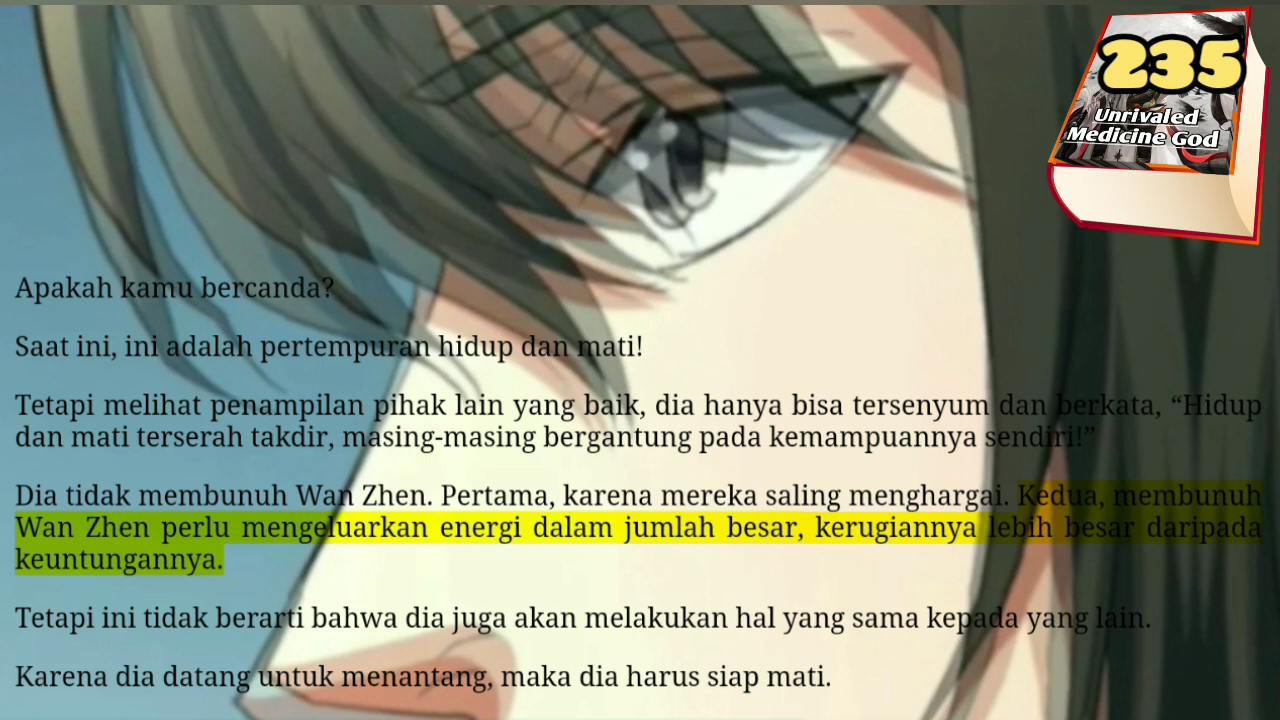 235
Unrivaled
Medicine God
Apakah kamu bercanda?
Saat ini, ini adalah pertempuran hidup dan mati!
Tetapi melihat penampilan pihak lain yang baik, dia hanya bisa tersenyum dan berkata, “Hidup
dan mati terserah takdir, masing-masing bergantung pada kemampuannya sendiri!”
Dia tidak membunuh Wan Zhen. Pertama, karena mereka saling menghargai. Kedua, membunuh
Wan Zhen perlu mengeluarkan energi dalam jumlah besar, kerugiannya lebih besar daripada
keuntungannya.
Tetapi ini tidak berarti bahwa dia juga akan melakukan hal yang sama kepada yang lain.
Karena dia datang untuk menantang, maka dia harus siap mati.